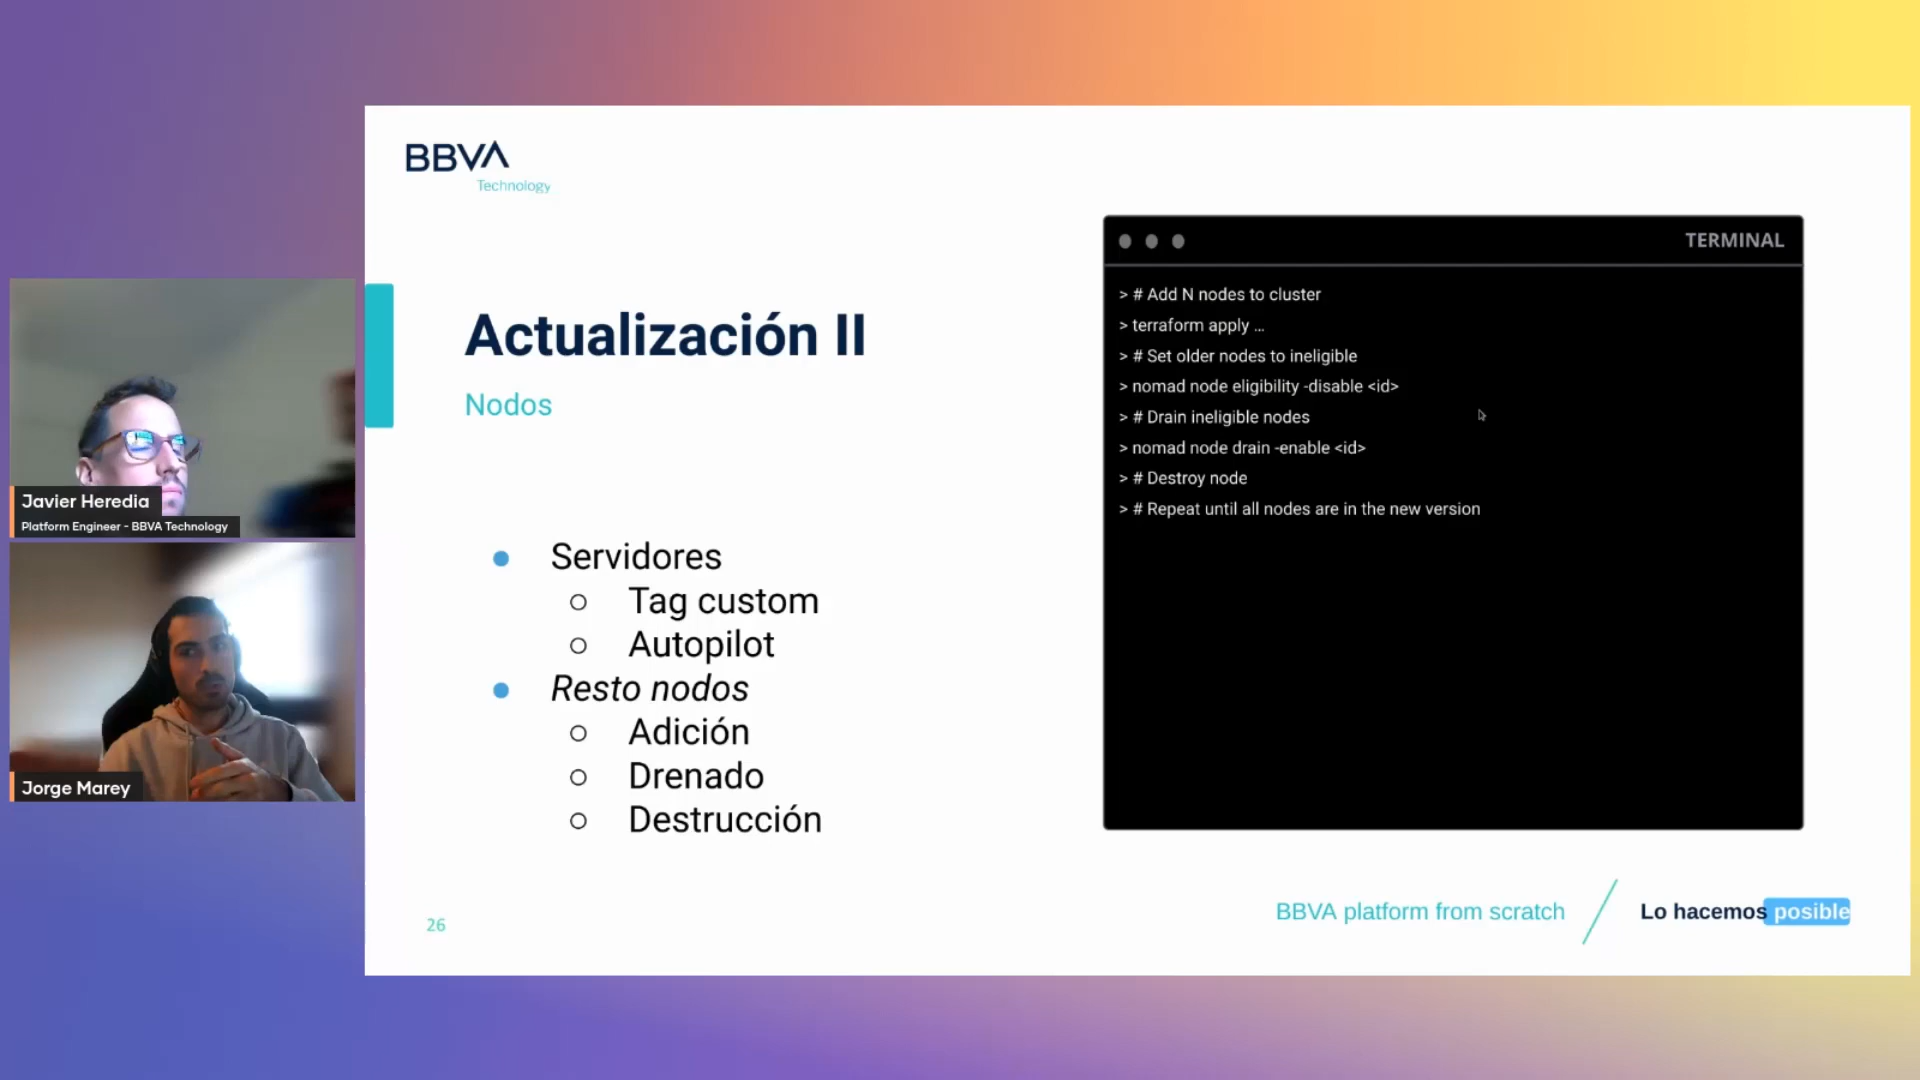 BBVA
Technology
Actualización II
Nodos
Servidores
Tag custom
Autopilot
Resto nodos
Adición
Drenado
Destrucción
26
TERMINAL
> # Add N nodes to cluster
> terraform apply ...
> # Set older nodes to ineligible
> nomad node eligibility -disable <id>
> # Drain ineligible nodes
> nomad node drain -enable <id>
> # Destroy node
> # Repeat until all nodes are in the new version
BBVA platform from scratch
Lo hacemos posible
Javier Heredia
Platform Engineer - BBVA Technology
Jorge Marey